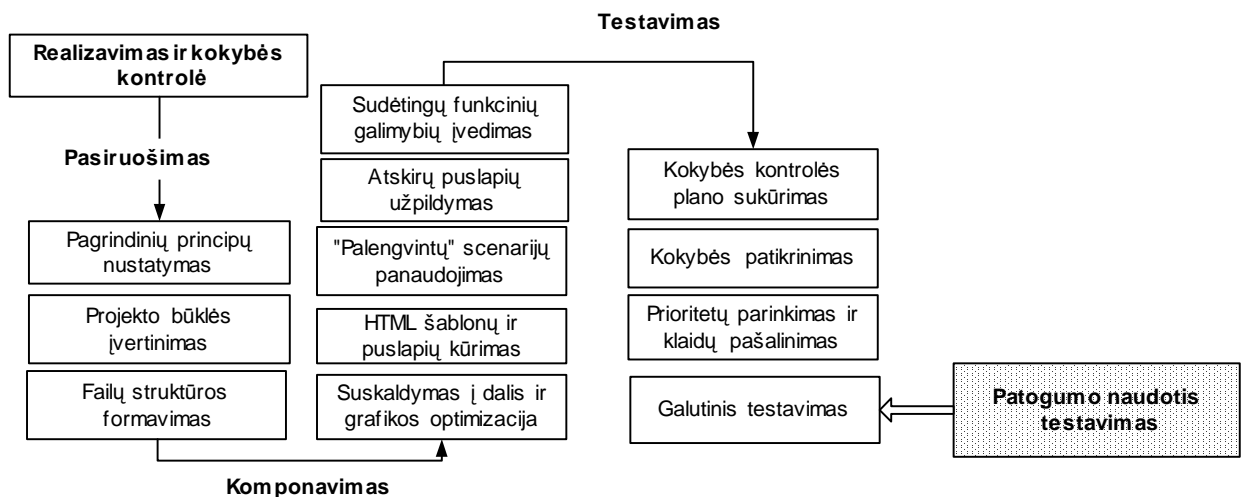 Testavimas
Realizavimas ir kokybės
kontrolė
Pasiruošimas
Pagrindinių principų
nustatymas
Projekto būklės
įvertinimas
Failų struktūros
formavimas
Komponavimas
Sudėtingų funkcinių
galimybių įvedimas
Atskirų puslapių
užpildymas
"Palengvintų" scenarijų
panaudojimas
HTML šablonų ir
puslapių kūrimas
Suskaldymas į dalis ir
grafikos optimizacija
Kokybės kontrolės
plano sukūrimas
Kokybės patikrinimas
Prioritetų parinkimas ir
klaidų pašalinimas
Galutinis testavimas
Patogumo naudotis
testavimas